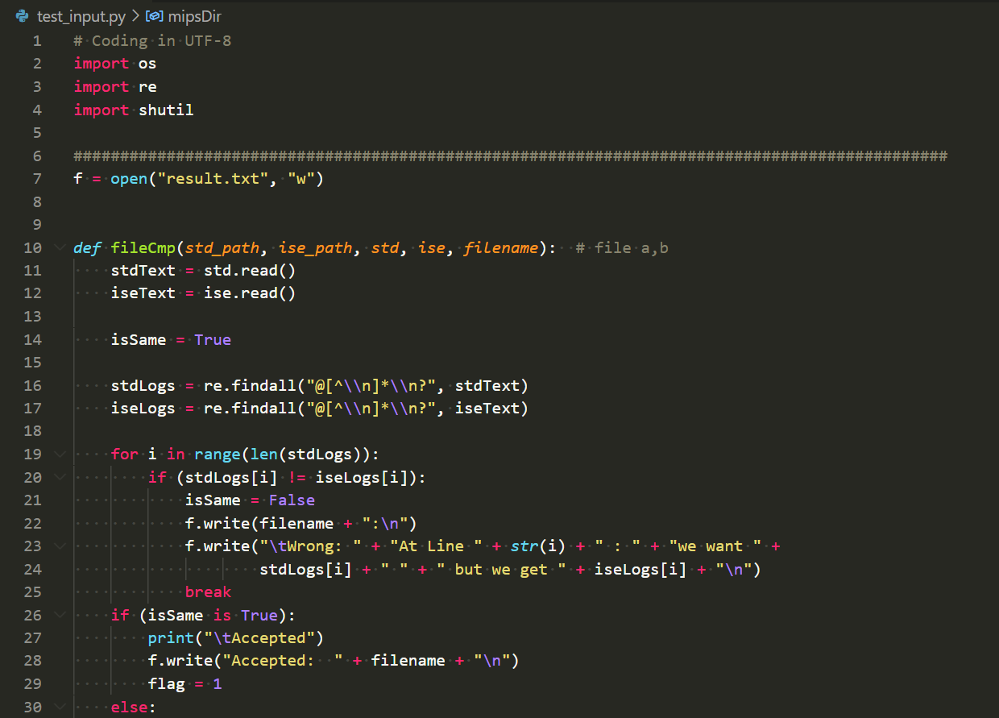 test_input.py > mipsDir
1 # Coding in UTF-8
2 import os
3 import re
4 import shutil
5
6 ##############################################################################################
7 f = open("result.txt", "w")
8
9
10 def fileCmp(std_path, ise_path, std, ise, filename):  # file a,b
11     stdText = std.read()
12     iseText = ise.read()
13
14     isSame = True
15
16     stdLogs = re.findall("@[^\\n]*\\n?", stdText)
17     iseLogs = re.findall("@[^\\n]*\\n?", iseText)
18
19     for i in range(len(stdLogs)):
20         if (stdLogs[i] != iseLogs[i]):
21             isSame = False
22             f.write(filename + ":\n")
23             f.write("\tWrong: " + "At Line " + str(i) + " : " + "we want " +
24                     stdLogs[i] + " " + " but we get " + iseLogs[i] + "\n")
25             break
26     if (isSame is True):
27         print("\tAccepted")
28         f.write("Accepted:  " + filename + "\n")
29         flag = 1
30     else: